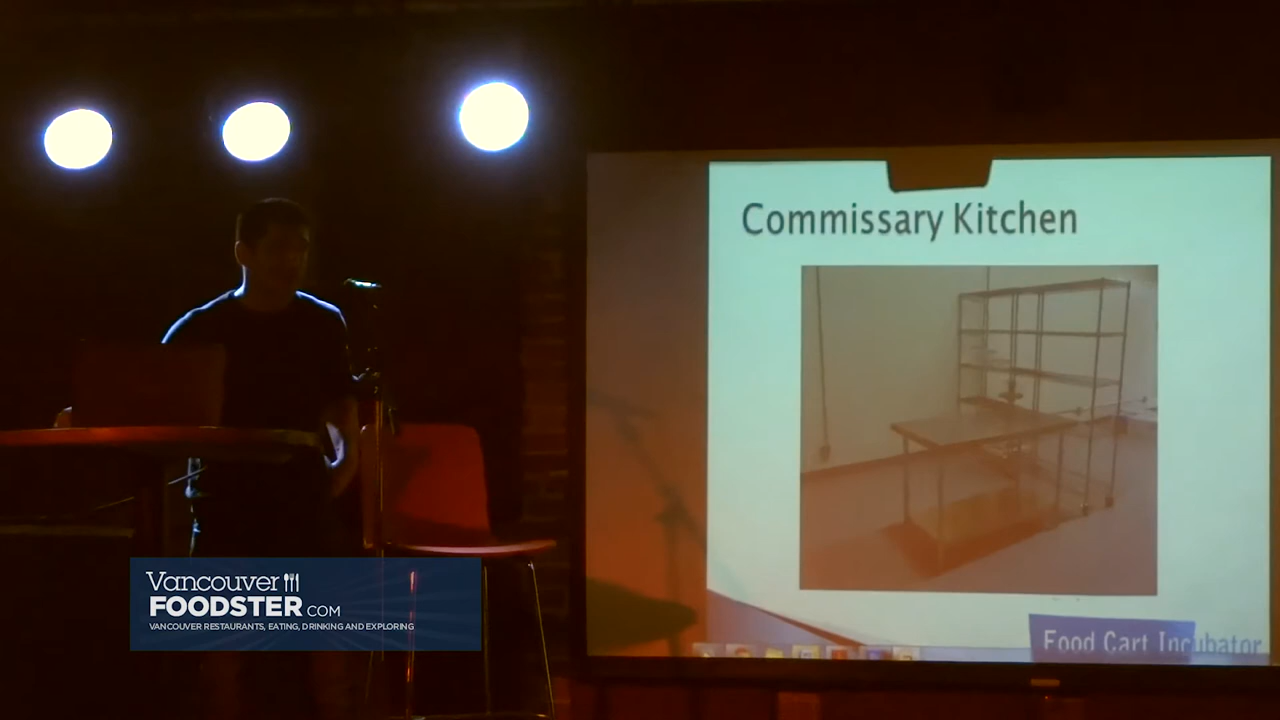 Commissary Kitchen
Food Cart Incubator
Vancouver
FOODSTER.COM
VANCOUVER RESTAURANTS, EATING, DRINKING AND EXPLORING